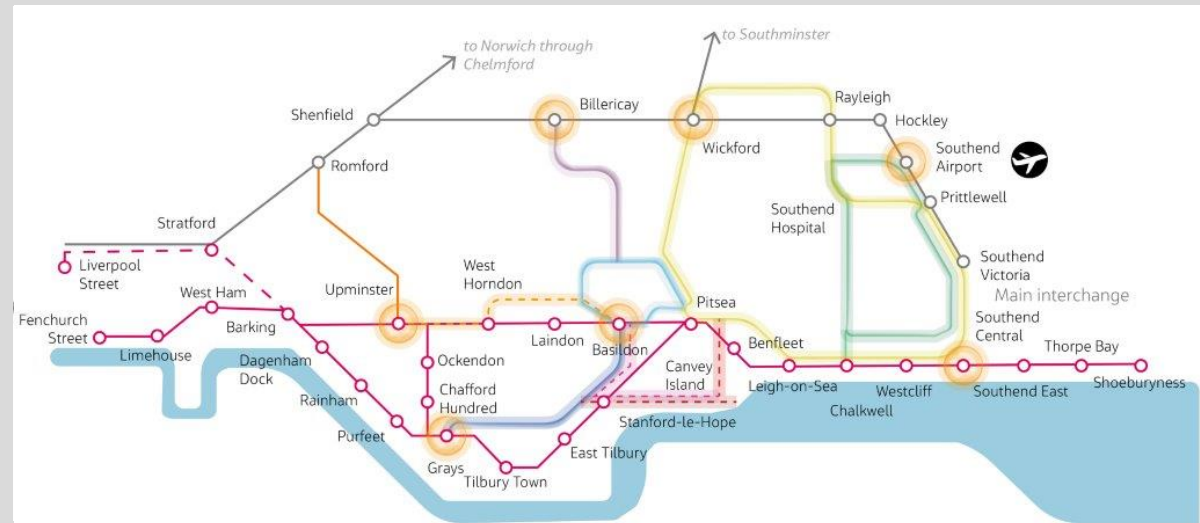 to Norwich through
Chelmford
to Southminster
Shenfield
Billericay
Wickford
Rayleigh
Hockley
Romford
Southend
Airport
Prittlewell
Stratford
Southend
Hospital
Liverpool
Street
West Ham
Upminster
West
Horndon
Pitsea
Southend
Victoria
Main interchange
Fenchurch
Street
Limehouse
Barking
Laindon
Basildon
Benfleet
Southend
Central
Thorpe Bay
Dagenham
Dock
Ockendon
Canvey
Island
Leigh-on-Sea
Westcliff
Southend East
Shoeburyness
Rainham
Chafford
Hundred
Chalkwell
Purfeet
Stanford-le-Hope
Grays
East Tilbury
Tilbury Town